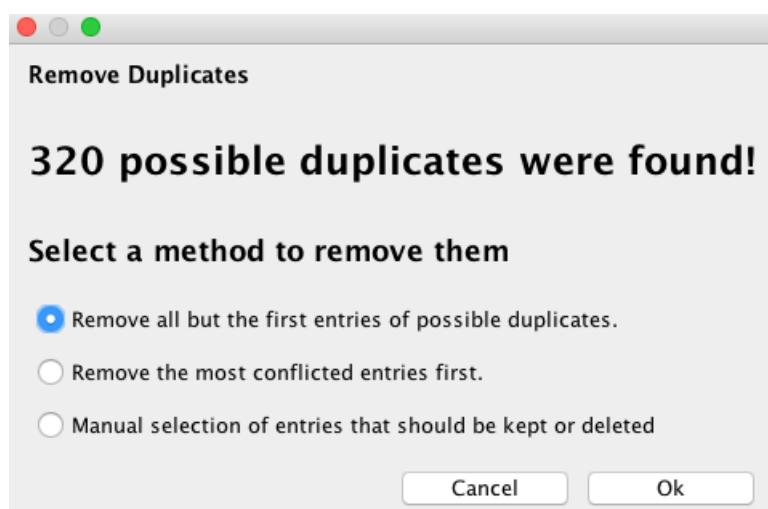 Remove Duplicates
320 possible duplicates were found!
Select a method to remove them
Remove all but the first entries of possible duplicates.
Remove the most conflicted entries first.
Manual selection of entries that should be kept or deleted
Cancel Ok